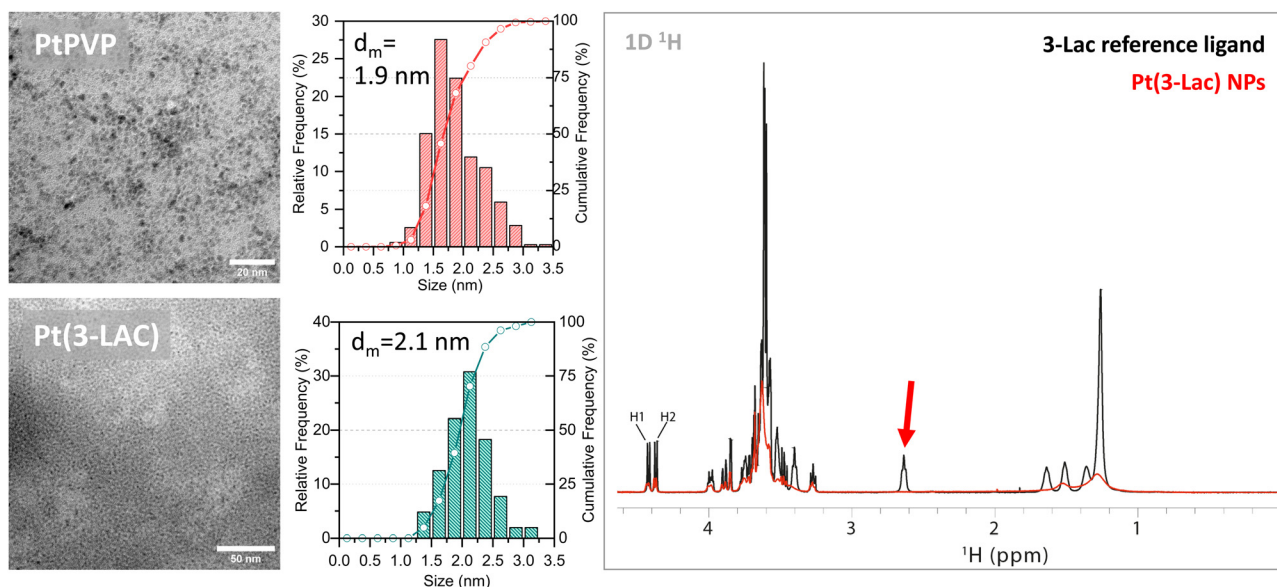 PtPVP
20 nm
d_m=
1.9 nm
Relative Frequency (%)
30
25
20
15
10
5
0
Cumulative Frequency (%)
100
75
50
25
0
0.0 0.5 1.0 1.5 2.0 2.5 3.0 3.5
Size (nm)
Pt(3-LAC)
50 nm
d_m=2.1 nm
Relative Frequency (%)
40
30
20
10
0
Cumulative Frequency (%)
100
75
50
25
0
0.0 0.5 1.0 1.5 2.0 2.5 3.0 3.5
Size (nm)
1D ¹H
3-Lac reference ligand
Pt(3-Lac) NPs
H1 H2
4 3 2 1
¹H (ppm)